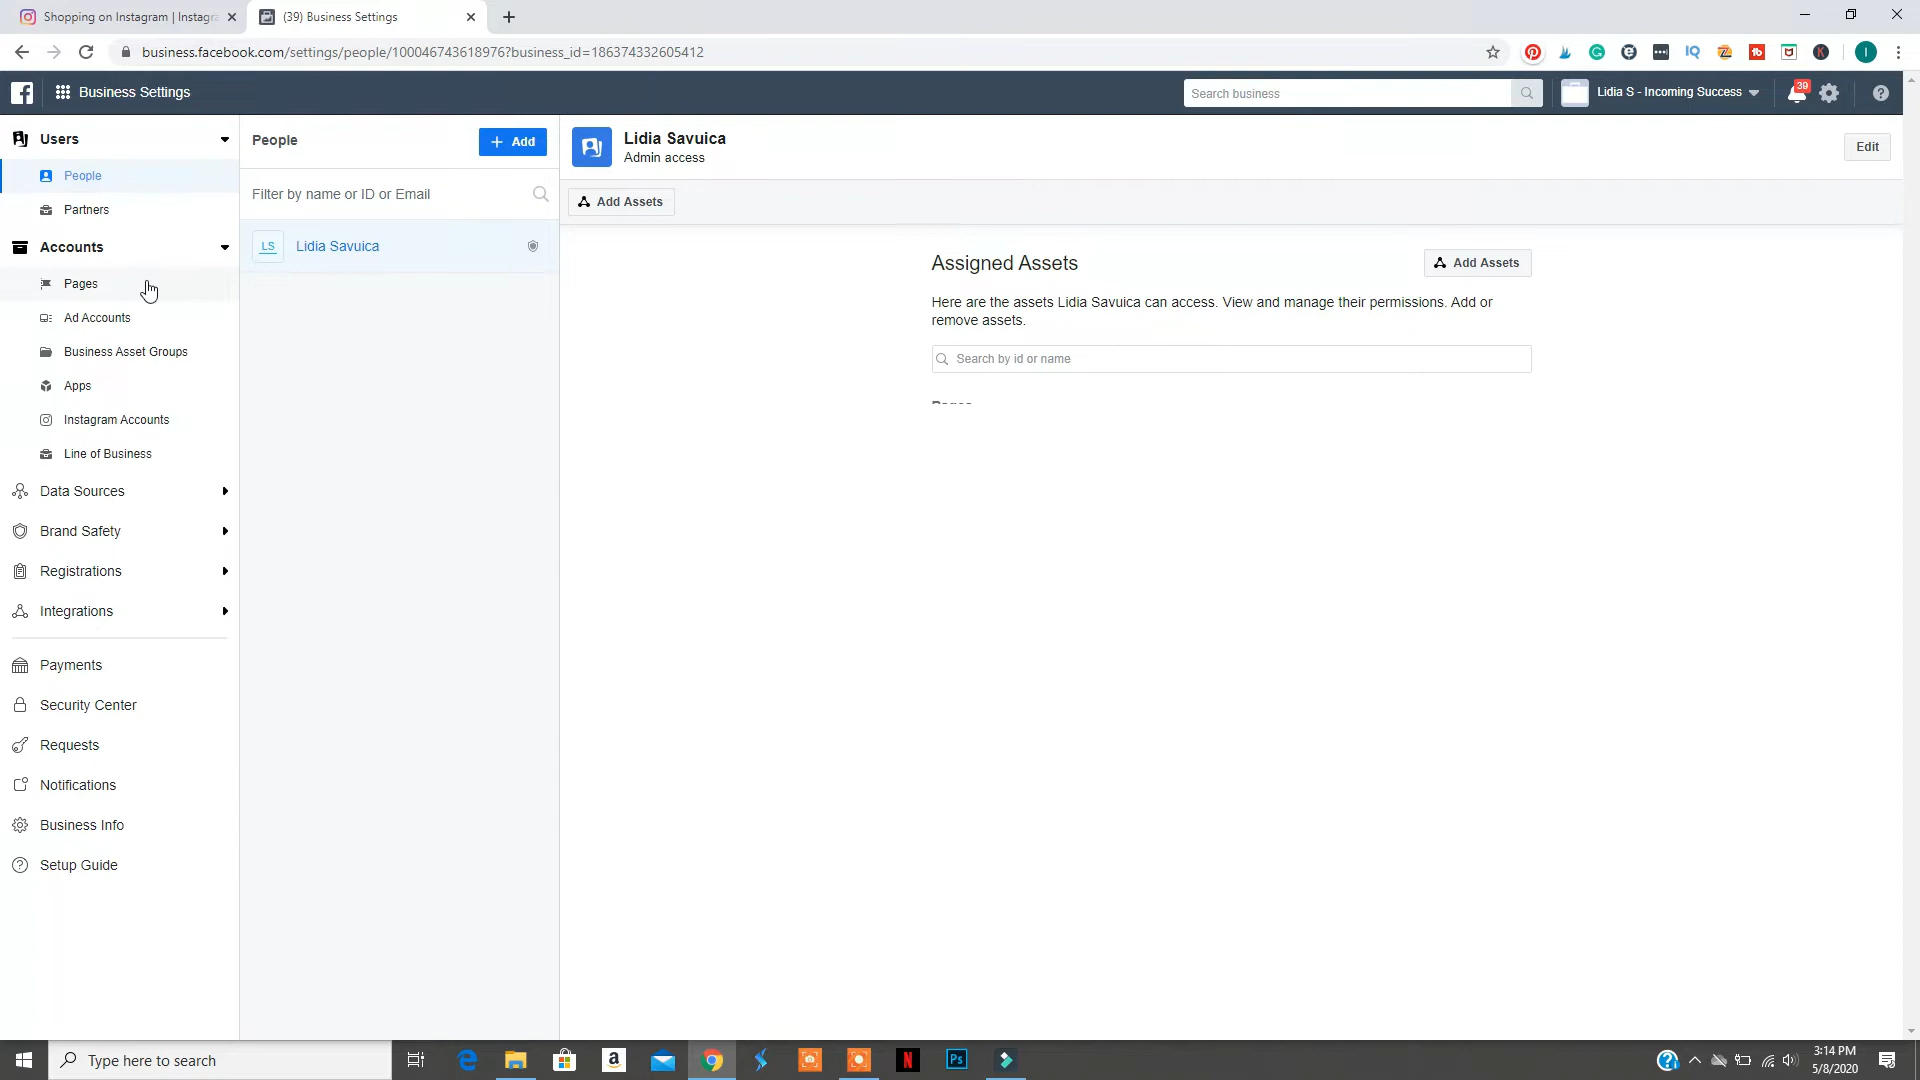 Shopping on Instagram | Instagra
(39) Business Settings
business.facebook.com/settings/people/100046743618976?business_id=186374332605412
Business Settings
Search business
Lidia S - Incoming Success
39
Users
People
Partners
Accounts
Pages
Ad Accounts
Business Asset Groups
Apps
Instagram Accounts
Line of Business
Data Sources
Brand Safety
Registrations
Integrations
Payments
Security Center
Requests
Notifications
Business Info
Setup Guide
People
+ Add
Filter by name or ID or Email
LS
Lidia Savuica
Lidia Savuica
Admin access
Edit
Add Assets
Assigned Assets
Add Assets
Here are the assets Lidia Savuica can access. View and manage their permissions. Add or
remove assets.
Search by id or name
Pages
Type here to search
Ps
3:14 PM
5/8/2020